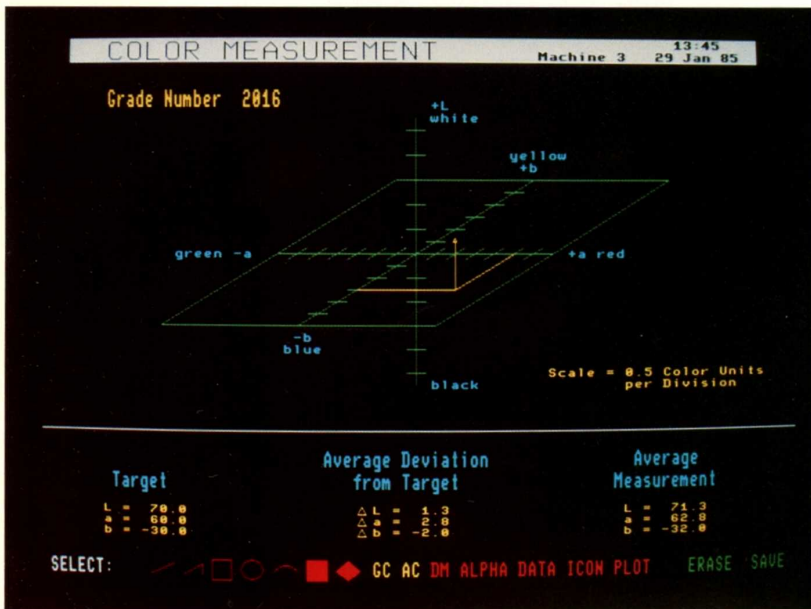 COLOR MEASUREMENT
13:45
Machine 3 29 Jan 85
Grade Number 2016
+L
white
yellow
+b
green -a
+a red
-b
blue
black
Scale = 0.5 Color Units
per Division
Target
L = 70.0
a = 60.0
b = -30.0
Average Deviation
from Target
△ L = 1.3
△ a = 2.8
△ b = -2.0
Average
Measurement
L = 71.3
a = 62.8
b = -32.0
SELECT: GC AC DM ALPHA DATA ICON PLOT ERASE SAVE